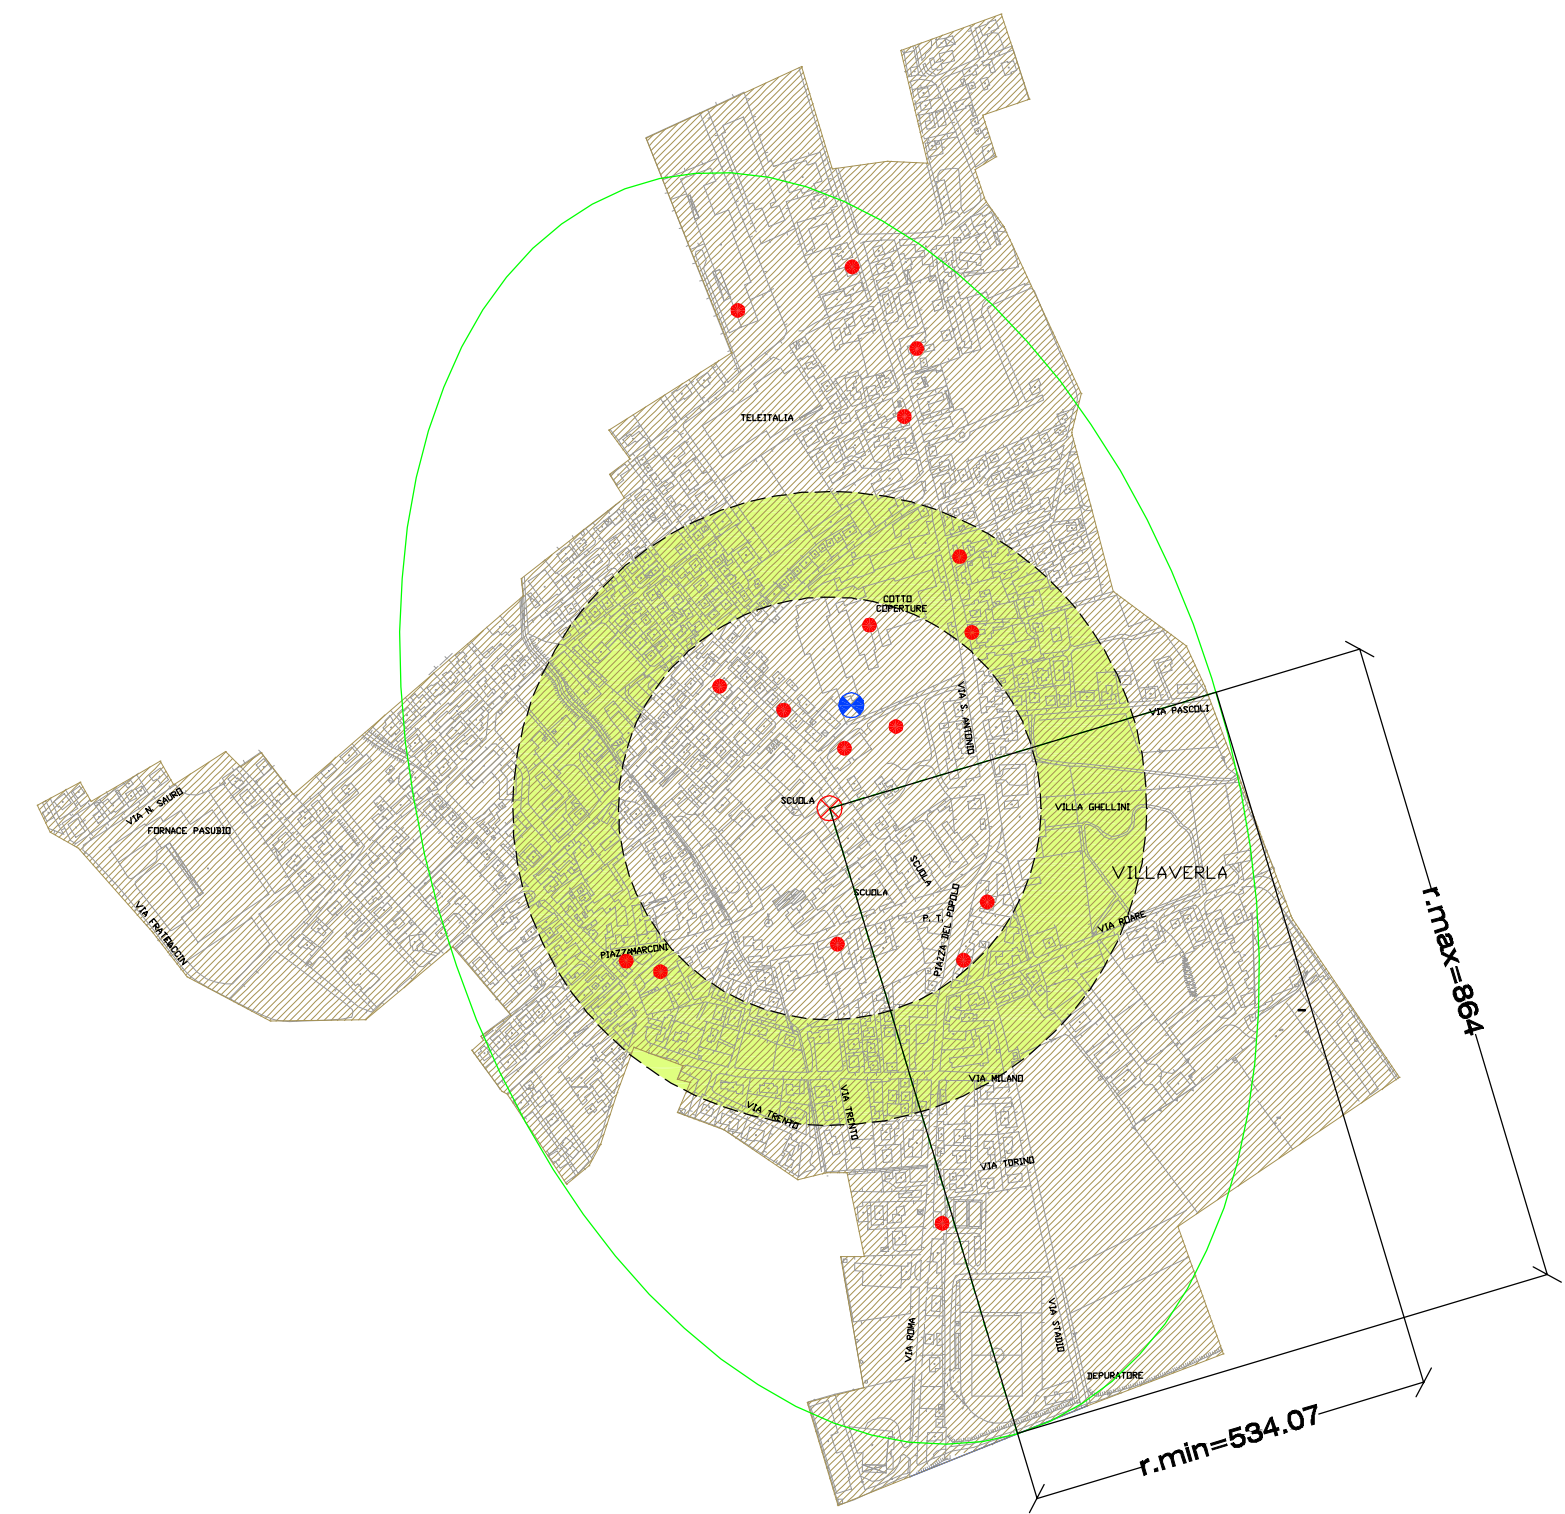 TELEITALIA
COTTO
COPERTURE
VIA S. ANTONIO
VIA PASCOLI
VIA N. SAURO
FORNACE PASUBIO
SCUOLA
VILLA GHELLINI
VILLAVERLA
SCUOLA
SCUOLA
P. T.
PIAZZA DEL POPOLO
VIA ROARE
PIAZZA MARCONI
r.max=864
VIA MILANO
VIA TRENTO
VIA TRENTO
VIA TORINO
VIA ROMA
VIA STADIO
DEPURATORE
r.min=534.07